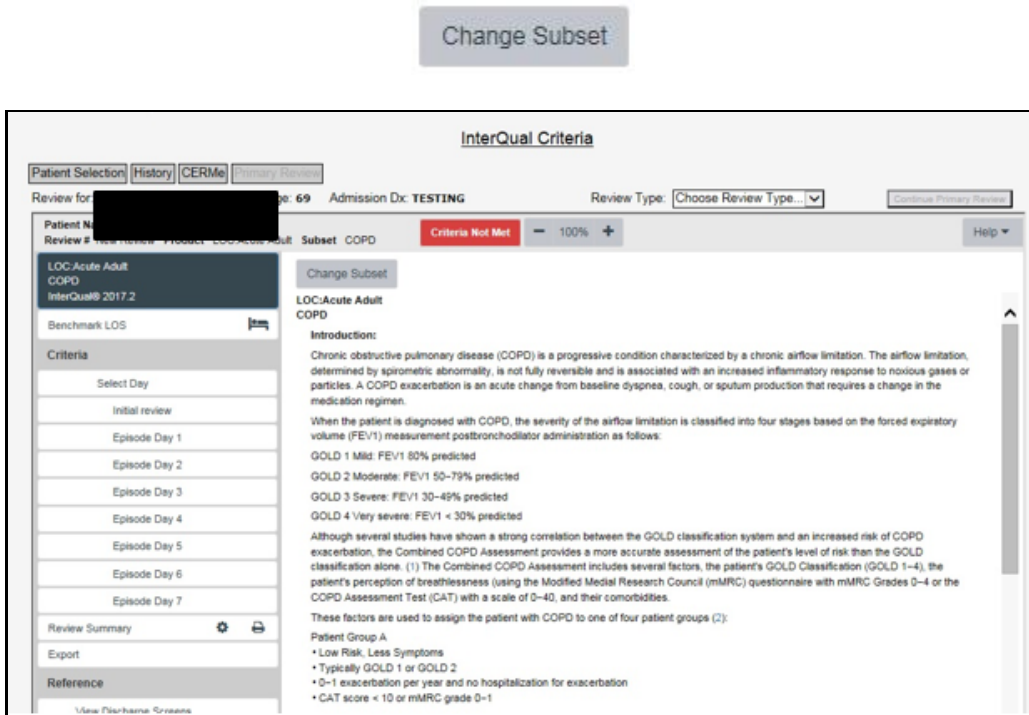 Change Subset
InterQual Criteria
Patient Selection History CERMe Primary Review
Review for: e: 69 Admission Dx: TESTING Review Type: Choose Review Type... Continue Primary Review
Patient Na
Review # New Review Product LOC:Acute Adult Subset COPD Criteria Not Met − 100% + Help
LOC:Acute Adult
COPD
InterQual® 2017.2
Benchmark LOS
Criteria
Select Day
Initial review
Episode Day 1
Episode Day 2
Episode Day 3
Episode Day 4
Episode Day 5
Episode Day 6
Episode Day 7
Review Summary
Export
Reference
View Discharge Screens
Change Subset
LOC:Acute Adult
COPD
Introduction:
Chronic obstructive pulmonary disease (COPD) is a progressive condition characterized by a chronic airflow limitation. The airflow limitation,
determined by spirometric abnormality, is not fully reversible and is associated with an increased inflammatory response to noxious gases or
particles. A COPD exacerbation is an acute change from baseline dyspnea, cough, or sputum production that requires a change in the
medication regimen.
When the patient is diagnosed with COPD, the severity of the airflow limitation is classified into four stages based on the forced expiratory
volume (FEV1) measurement postbronchodilator administration as follows:
GOLD 1 Mild: FEV1 80% predicted
GOLD 2 Moderate: FEV1 50–79% predicted
GOLD 3 Severe: FEV1 30–49% predicted
GOLD 4 Very severe: FEV1 < 30% predicted
Although several studies have shown a strong correlation between the GOLD classification system and an increased risk of COPD
exacerbation, the Combined COPD Assessment provides a more accurate assessment of the patient's level of risk than the GOLD
classification alone. (1) The Combined COPD Assessment includes several factors, the patient's GOLD Classification (GOLD 1–4), the
patient's perception of breathlessness (using the Modified Medial Research Council (mMRC) questionnaire with mMRC Grades 0–4 or the
COPD Assessment Test (CAT) with a scale of 0–40, and their comorbidities.
These factors are used to assign the patient with COPD to one of four patient groups (2):
Patient Group A
• Low Risk, Less Symptoms
• Typically GOLD 1 or GOLD 2
• 0–1 exacerbation per year and no hospitalization for exacerbation
• CAT score < 10 or mMRC grade 0–1